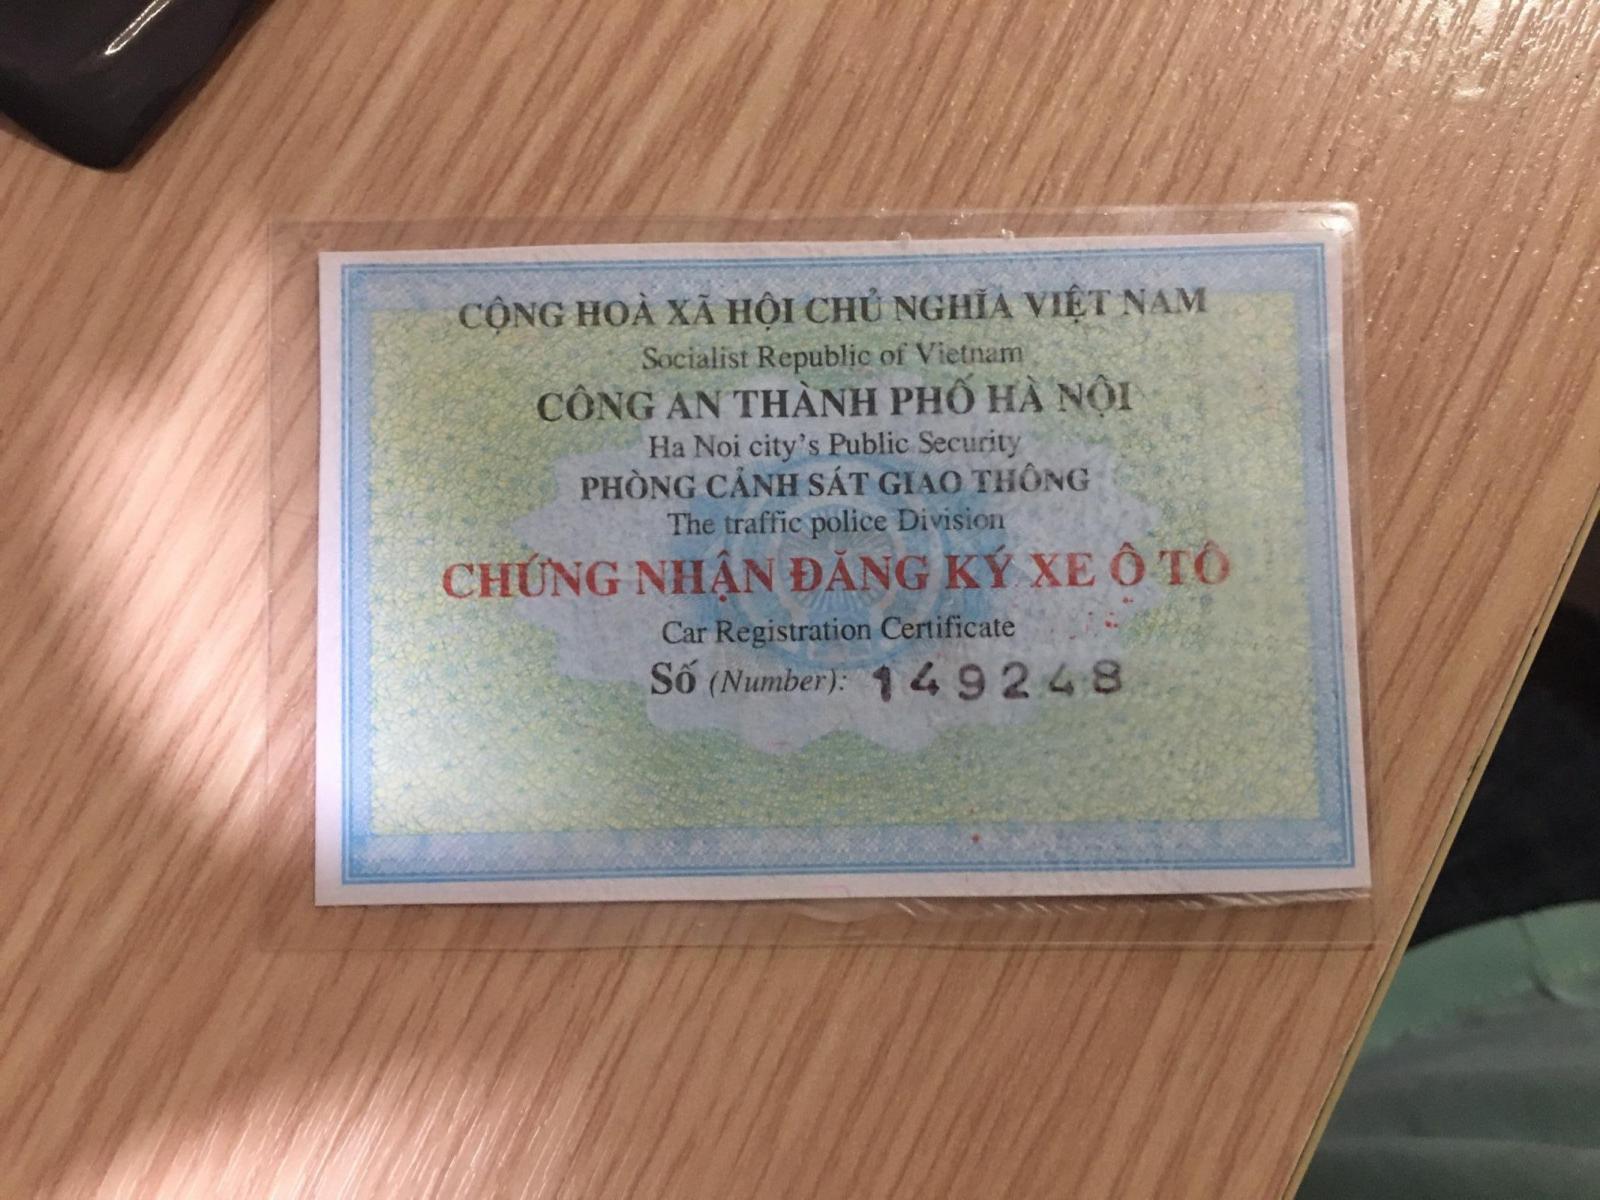 CỘNG HOÀ XÃ HỘI CHỦ NGHĨA VIỆT NAM
Socialist Republic of Vietnam
CÔNG AN THÀNH PHỐ HÀ NỘI
Ha Noi city's Public Security
PHÒNG CẢNH SÁT GIAO THÔNG
The traffic police Division
CHỨNG NHẬN ĐĂNG KÝ XE Ô TÔ
Car Registration Certificate
Số (Number): 149248